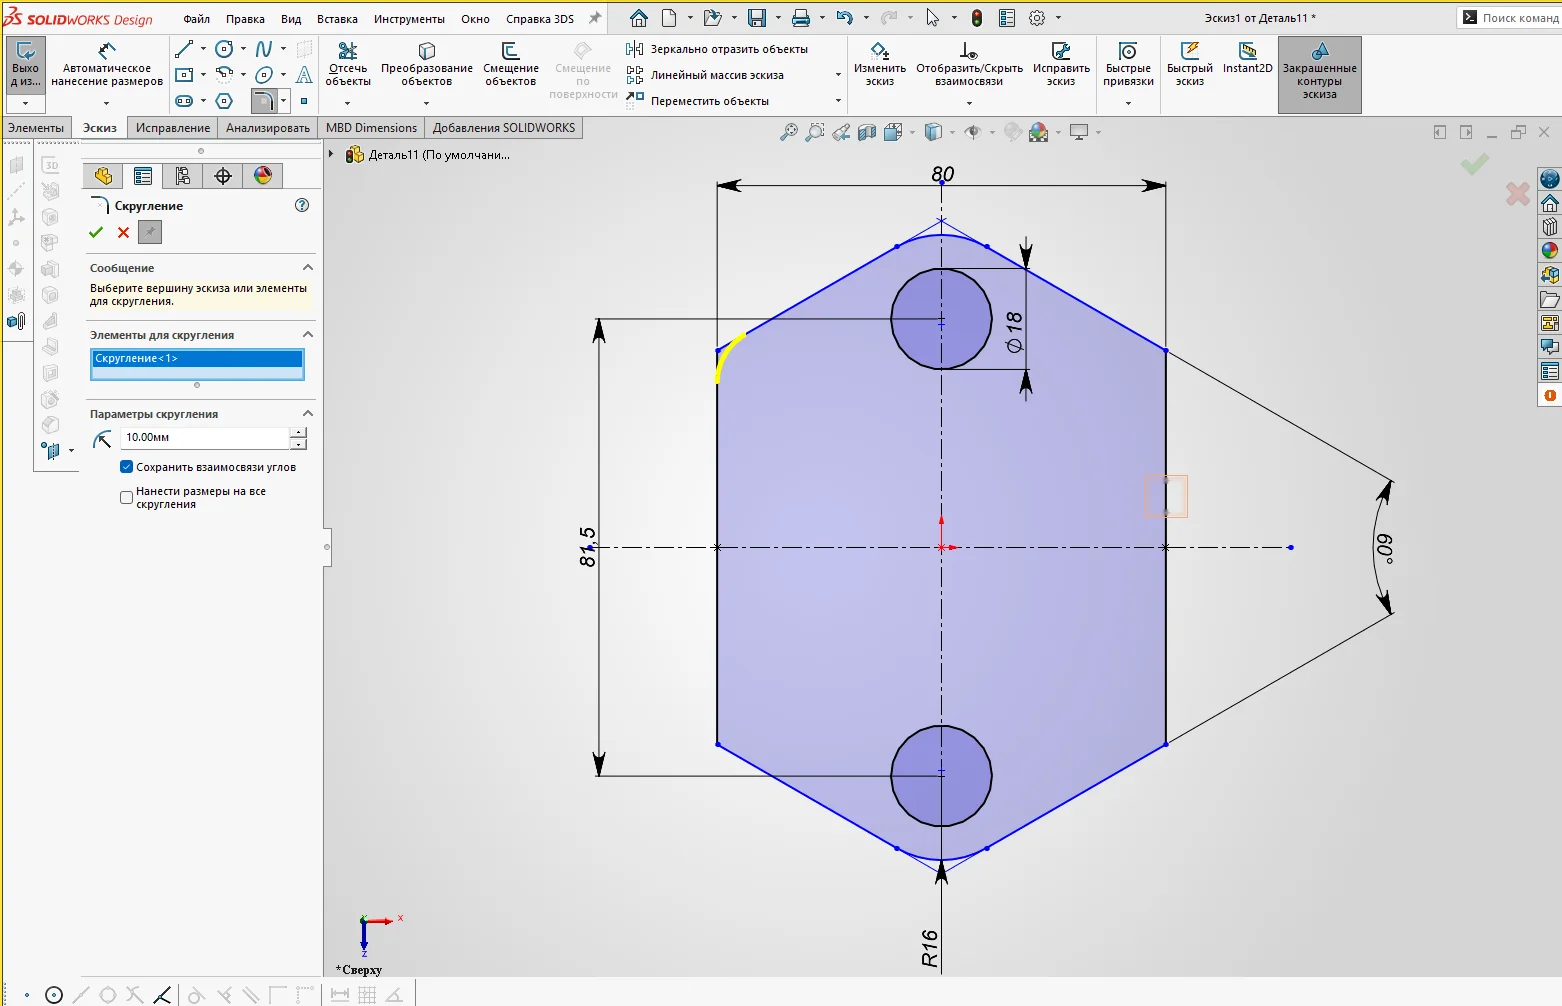 SOLIDWORKS Design
Файл Правка Вид Вставка Инструменты Окно Справка 3DS
Эскиз1 от Деталь11 *
Поиск команд
Выхо
д из...
Автоматическое
нанесение размеров
Отсечь
объекты
Преобразование
объектов
Смещение
объектов
Смещение
по
поверхности
Зеркально отразить объекты
Линейный массив эскиза
Переместить объекты
Изменить
эскиз
Отобразить/Скрыть
взаимосвязи
Исправить
эскиз
Быстрые
привязки
Быстрый
эскиз
Instant2D
Закрашенные
контуры
эскиза
Элементы Эскиз Исправление Анализировать MBD Dimensions Добавления SOLIDWORKS
Деталь11 (По умолчани...
3D
Скругление
Сообщение
Выберите вершину эскиза или элементы
для скругления.
Элементы для скругления
Скругление<1>
Параметры скругления
10.00мм
Сохранить взаимосвязи углов
Нанести размеры на все
скругления
80
⌀18
81,5
60°
R16
Y
X
Z
*Сверху